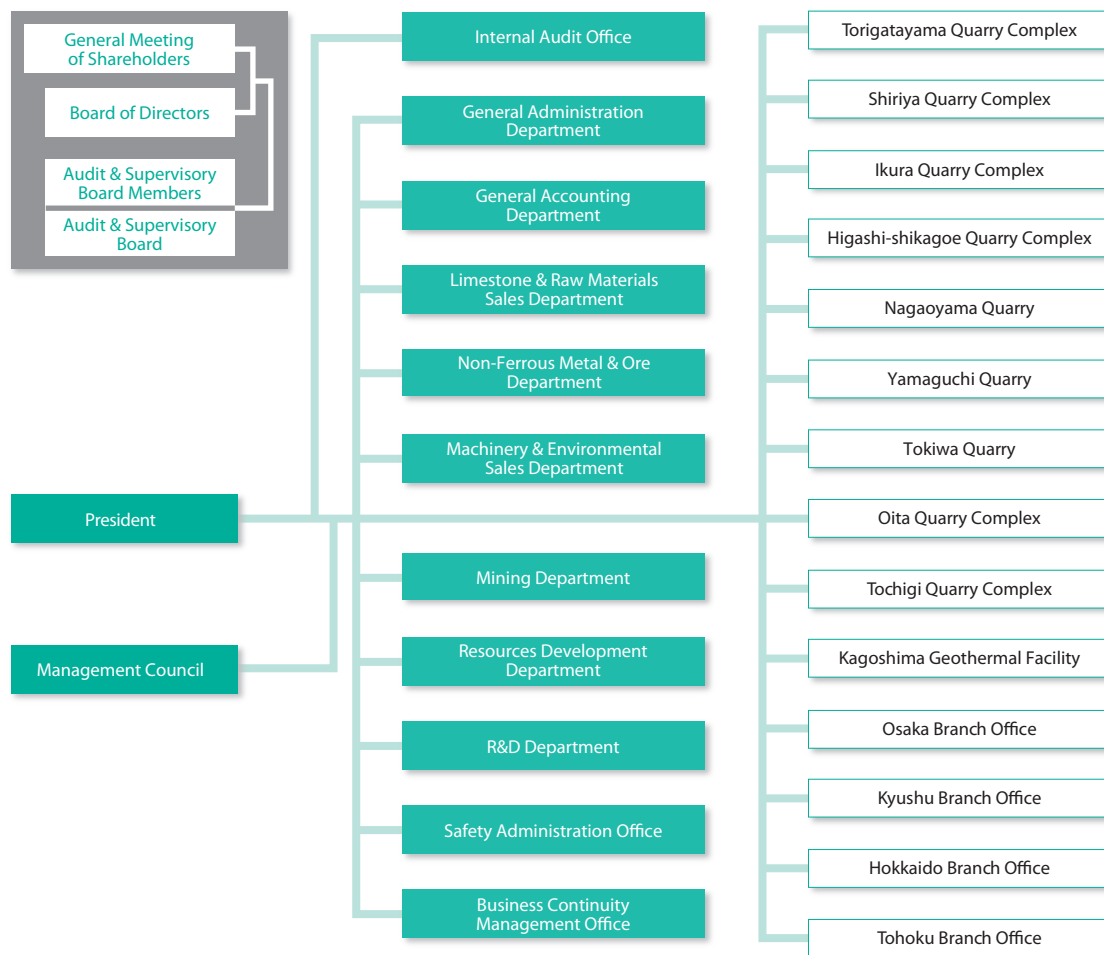 General Meeting
of Shareholders
Board of Directors
Audit & Supervisory
Board Members
Audit & Supervisory
Board
President
Management Council
Internal Audit Office
General Administration
Department
General Accounting
Department
Limestone & Raw Materials
Sales Department
Non-Ferrous Metal & Ore
Department
Machinery & Environmental
Sales Department
Mining Department
Resources Development
Department
R&D Department
Safety Administration Office
Business Continuity
Management Office
Torigatayama Quarry Complex
Shiriya Quarry Complex
Ikura Quarry Complex
Higashi-shikagoe Quarry Complex
Nagaoyama Quarry
Yamaguchi Quarry
Tokiwa Quarry
Oita Quarry Complex
Tochigi Quarry Complex
Kagoshima Geothermal Facility
Osaka Branch Office
Kyushu Branch Office
Hokkaido Branch Office
Tohoku Branch Office